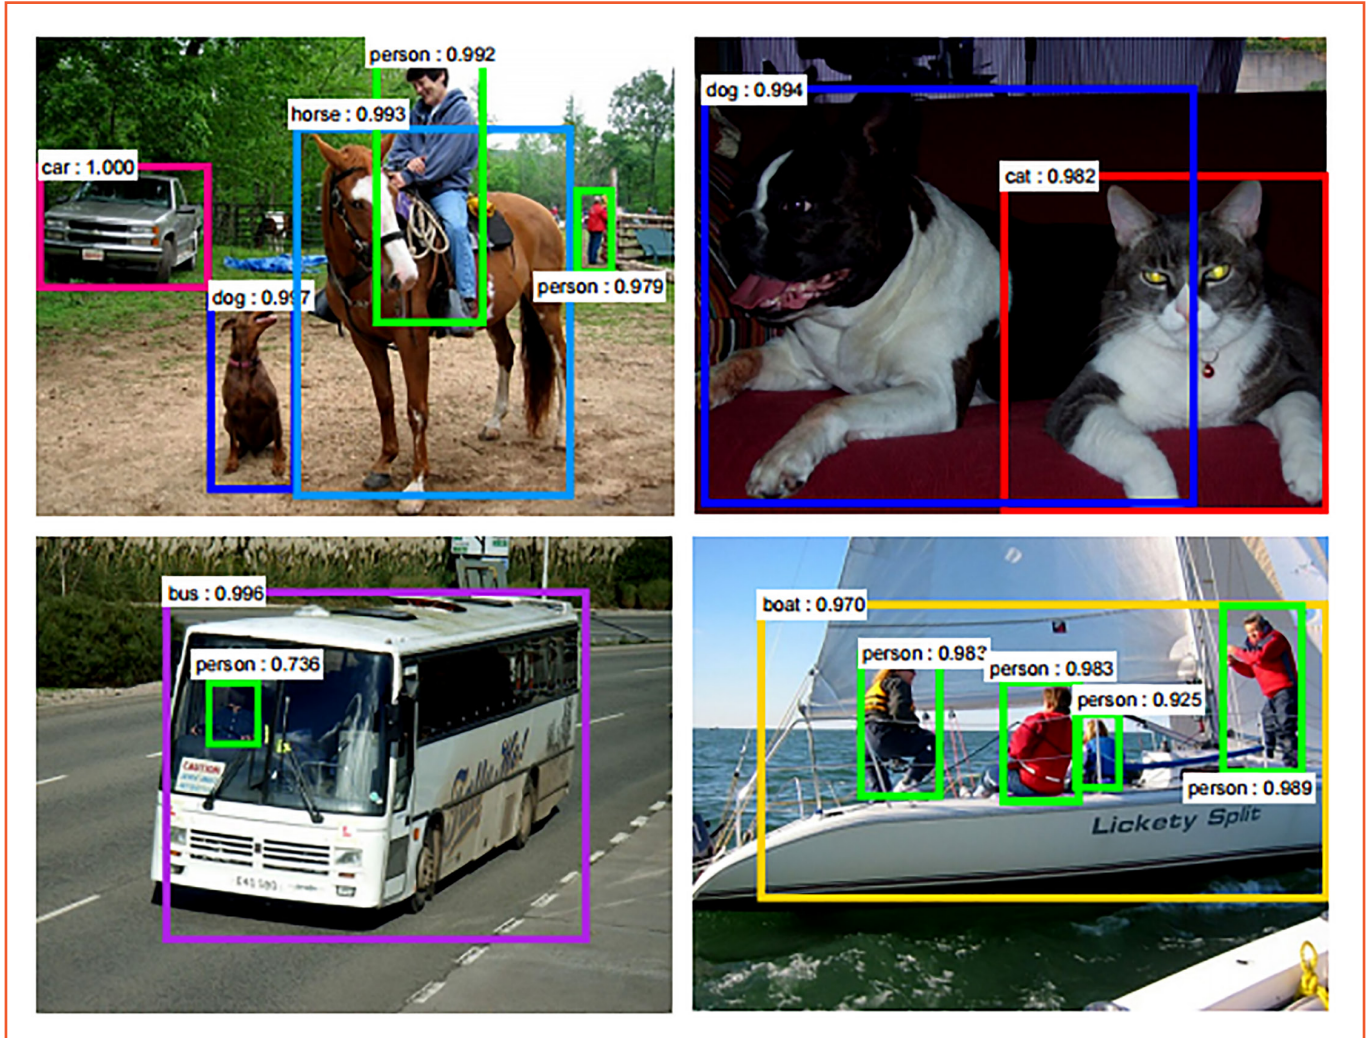 person : 0.992
horse : 0.993
car : 1.000
dog : 0.997
person : 0.979
dog : 0.994
cat : 0.982
bus : 0.996
person : 0.736
CAUTION
boat : 0.970
person : 0.983
person : 0.983
person : 0.925
person : 0.989
Lickety Split